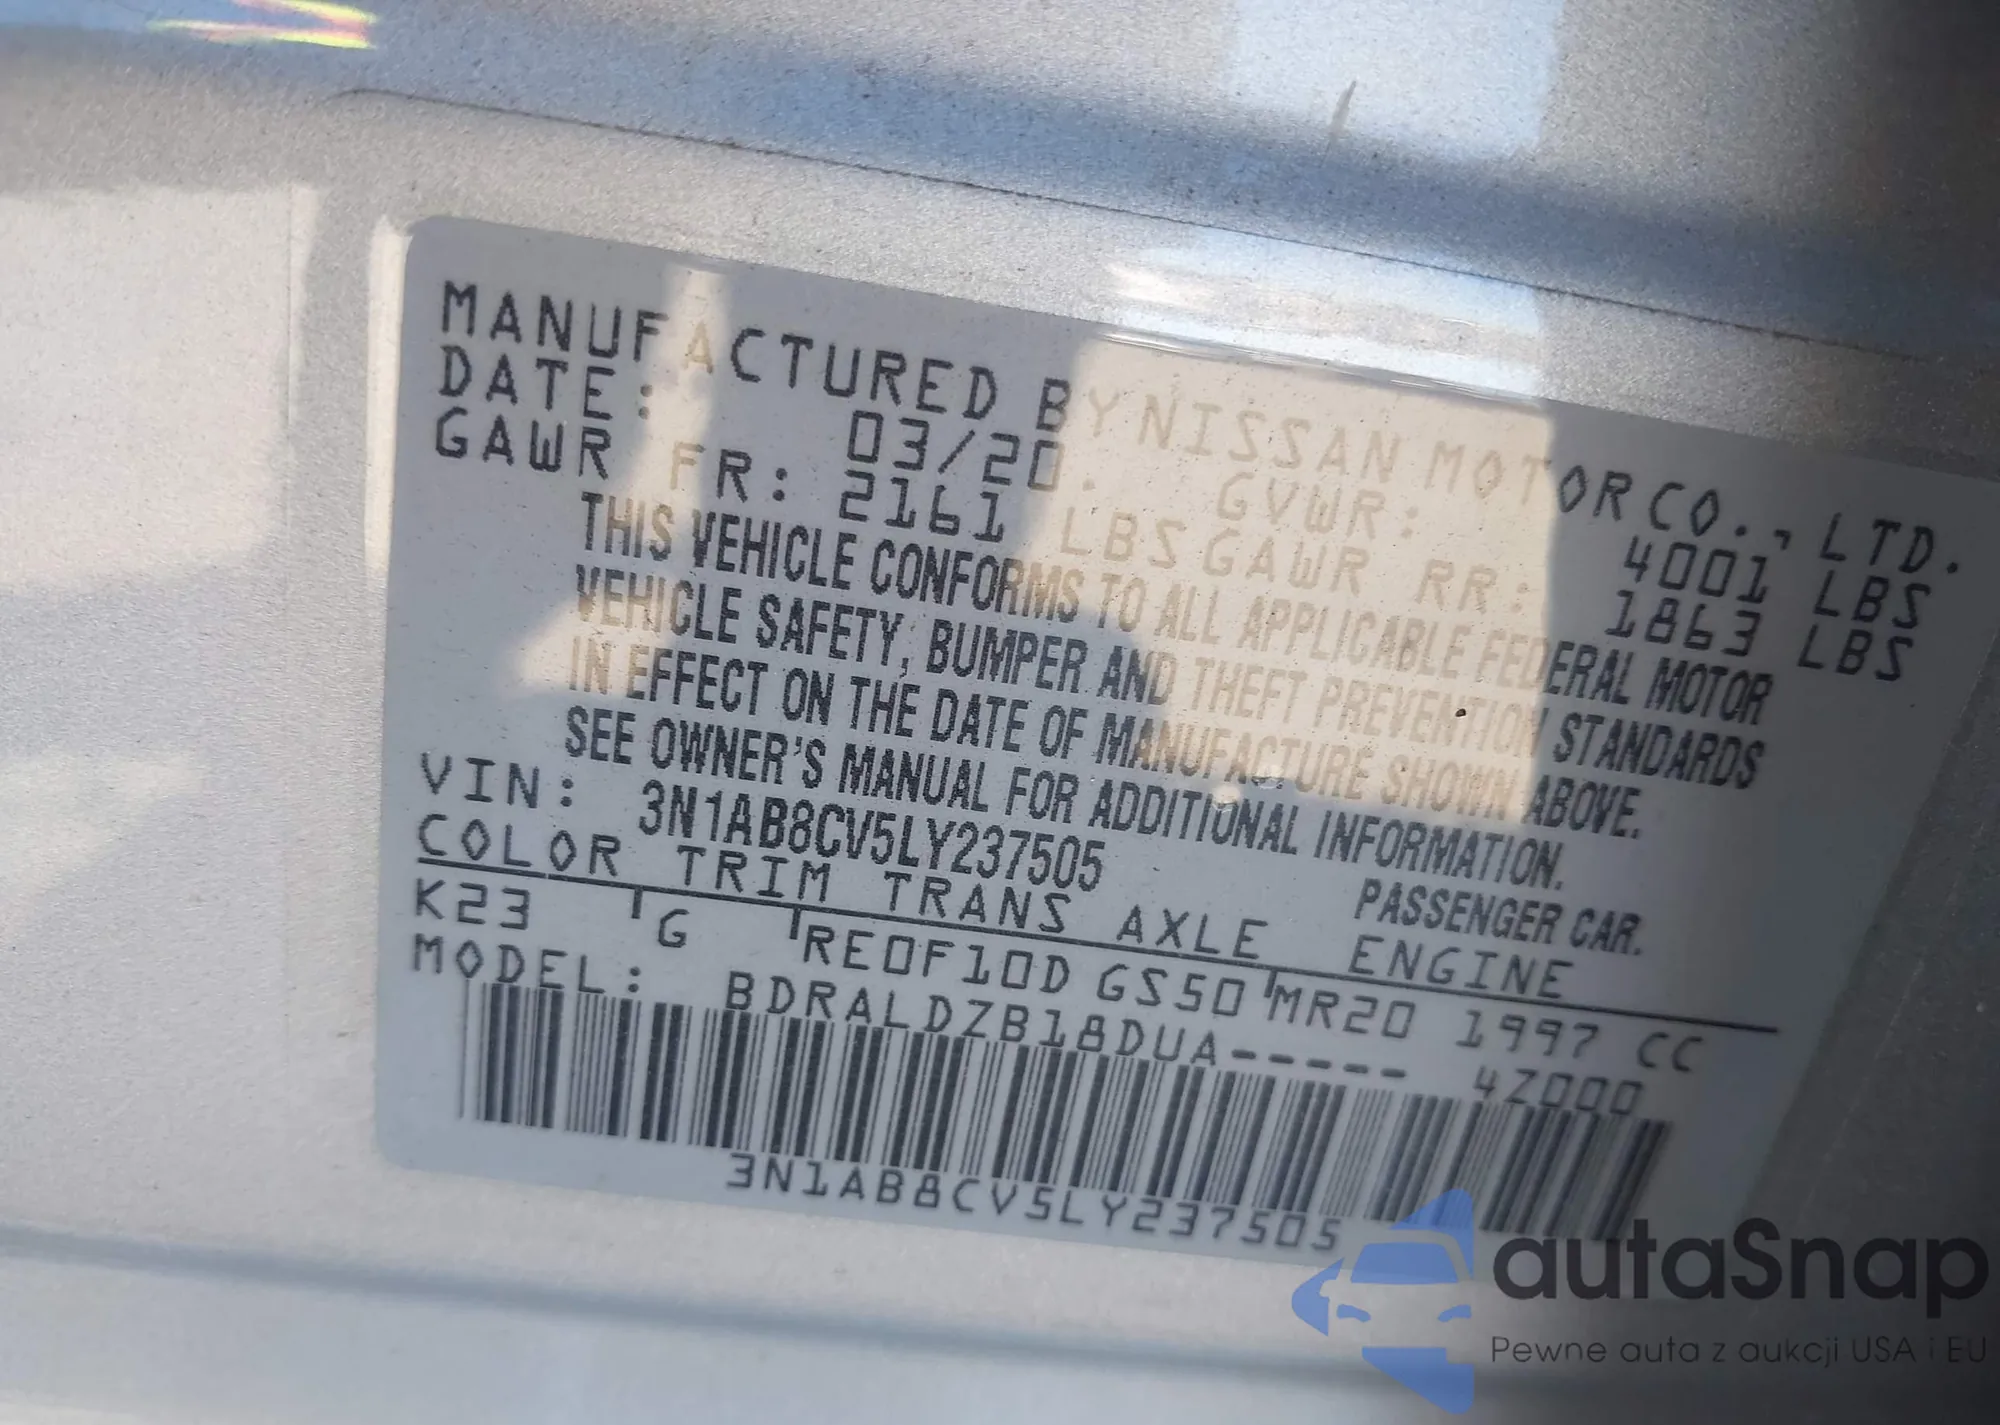 MANUFACTURED BY NISSAN MOTOR CO., LTD.
DATE: 03/20. GVWR: 4001 LBS
GAWR FR: 2161 LBS GAWR RR: 1863 LBS
THIS VEHICLE CONFORMS TO ALL APPLICABLE FEDERAL MOTOR
VEHICLE SAFETY, BUMPER AND THEFT PREVENTION STANDARDS
IN EFFECT ON THE DATE OF MANUFACTURE SHOWN ABOVE.
SEE OWNER'S MANUAL FOR ADDITIONAL INFORMATION.
VIN: 3N1AB8CV5LY237505 PASSENGER CAR.
COLOR TRIM TRANS AXLE ENGINE
K23 G RE0F10D GS50 MR20 1997 CC
MODEL: BDRALDZB18DUA----- 4Z000
3N1AB8CV5LY237505
autaSnap
Pewne auta z aukcji USA i EU